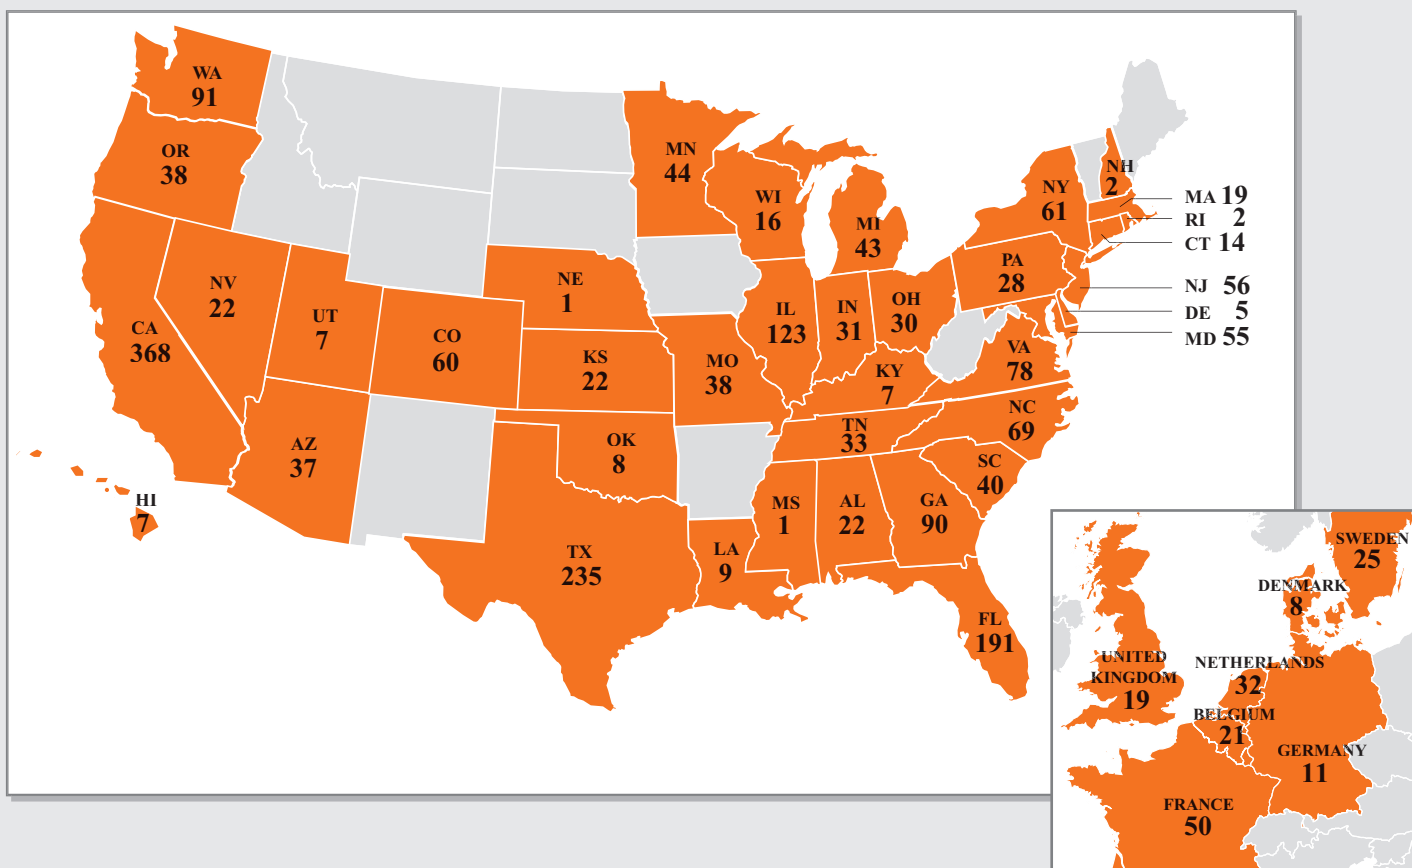 WA
91
OR
38
CA
368
NV
22
UT
7
AZ
37
HI
7
CO
60
NE
1
KS
22
OK
8
TX
235
MN
44
WI
16
MI
43
IL
123
IN
31
OH
30
MO
38
KY
7
TN
33
MS
1
AL
22
GA
90
LA
9
FL
191
SC
40
NC
69
VA
78
PA
28
NY
61
NH
2
MA 19
RI 2
CT 14
NJ 56
DE 5
MD 55
SWEDEN
25
DENMARK
8
UNITED
KINGDOM
19
NETHERLANDS
32
BELGIUM
21
GERMANY
11
FRANCE
50